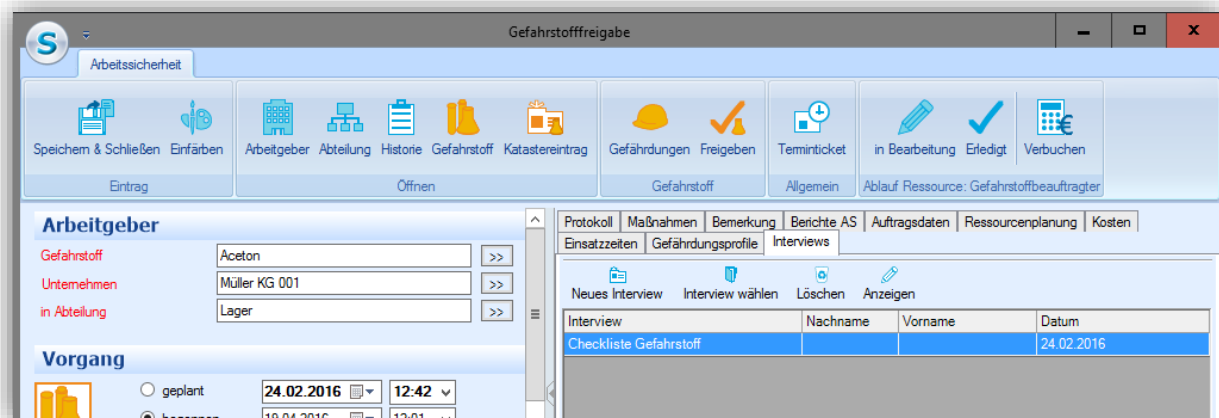 Gefahrstofffreigabe
S
Arbeitssicherheit
Speichern & Schließen Einfärben Arbeitgeber Abteilung Historie Gefahrstoff Katastereintrag Gefährdungen Freigeben Terminticket in Bearbeitung Erledigt Verbuchen
Eintrag Öffnen Gefahrstoff Allgemein Ablauf Ressource: Gefahrstoffbeauftragter
Arbeitgeber
Gefahrstoff Aceton >>
Unternehmen Müller KG 001 >>
in Abteilung Lager >>
Vorgang
geplant 24.02.2016 12:42
Protokoll Maßnahmen Bemerkung Berichte AS Auftragsdaten Ressourcenplanung Kosten
Einsatzzeiten Gefährdungsprofile Interviews
Neues Interview Interview wählen Löschen Anzeigen
Interview Nachname Vorname Datum
Checkliste Gefahrstoff 24.02.2016